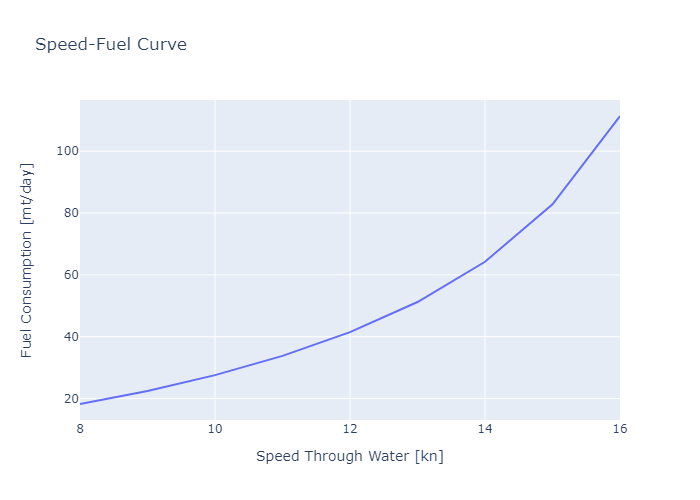 Speed-Fuel Curve
Fuel Consumption [mt/day]
100
80
60
40
20
8 10 12 14 16
Speed Through Water [kn]